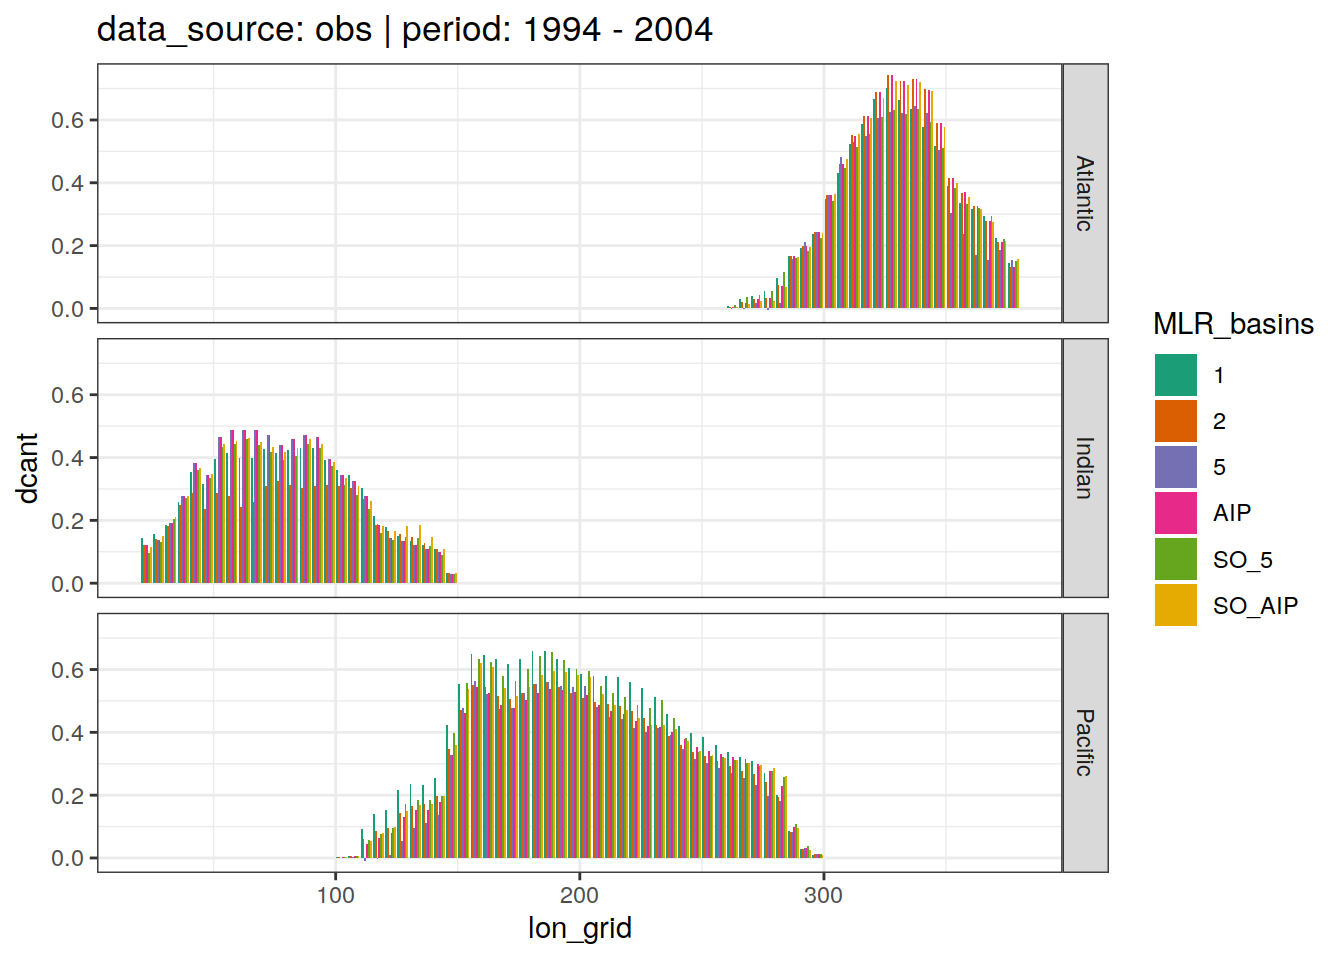 data_source: obs | period: 1994 - 2004
0.6
0.4
0.2
0.0
Atlantic
0.6
0.4
0.2
0.0
Indian
0.6
0.4
0.2
0.0
Pacific
dcant
100
200
300
lon_grid
MLR_basins
1
2
5
AIP
SO_5
SO_AIP